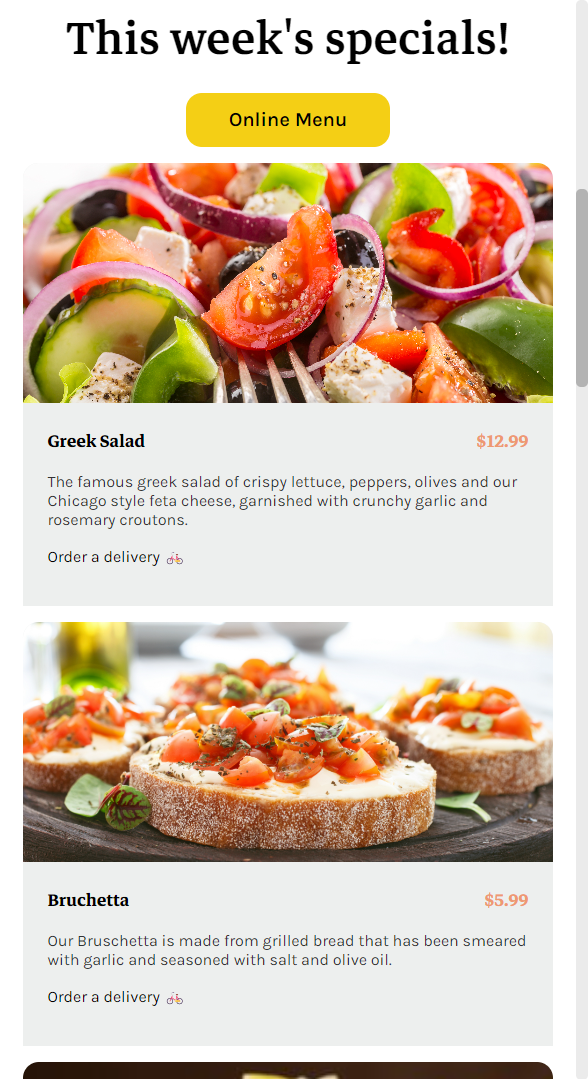 This week's specials!
Online Menu
Greek Salad $12.99
The famous greek salad of crispy lettuce, peppers, olives and our
Chicago style feta cheese, garnished with crunchy garlic and
rosemary croutons.
Order a delivery
Bruchetta $5.99
Our Bruschetta is made from grilled bread that has been smeared
with garlic and seasoned with salt and olive oil.
Order a delivery